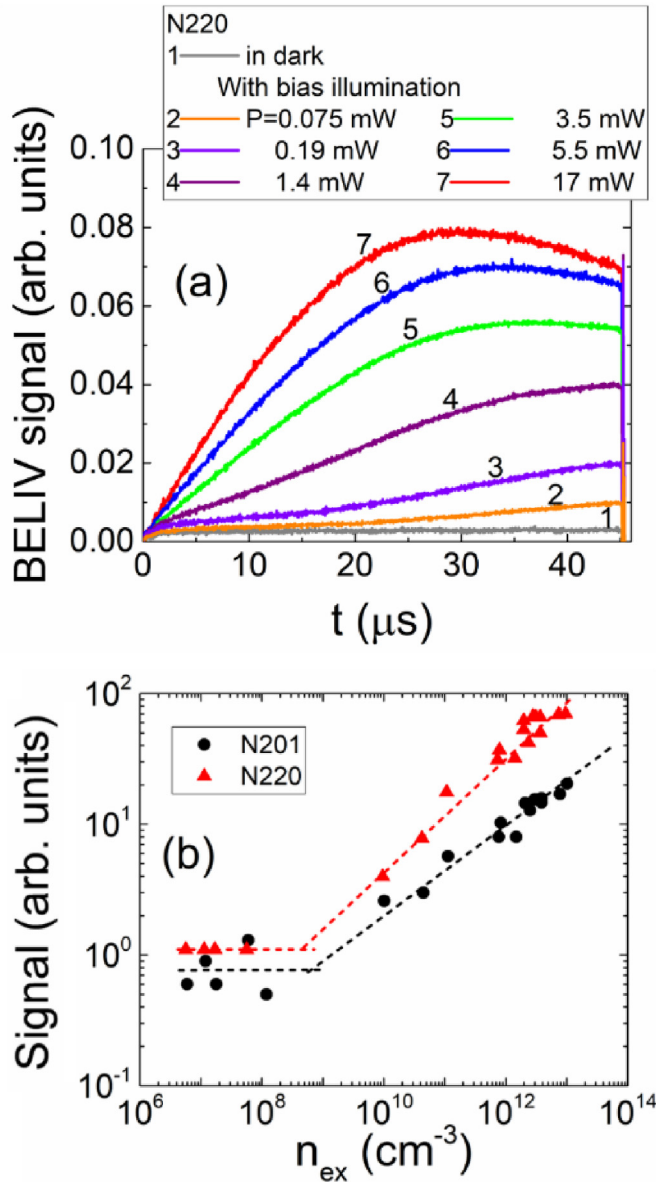 N220
1 in dark
With bias illumination
2 P=0.075 mW 5 3.5 mW
3 0.19 mW 6 5.5 mW
4 1.4 mW 7 17 mW
BELIV signal (arb. units)
0.10
0.08
0.06
0.04
0.02
0.00
(a)
7
6
5
4
3
2
1
0 10 20 30 40
t (μs)
Signal (arb. units)
10²
10¹
10⁰
10⁻¹
N201
N220
(b)
10⁶ 10⁸ 10¹⁰ 10¹² 10¹⁴
nₑₓ (cm⁻³)